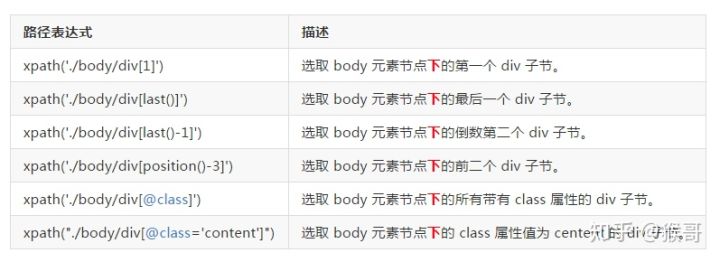 路径表达式 描述
xpath('./body/div[1]') 选取 body 元素节点下的第一个 div 子节。
xpath('./body/div[last()]') 选取 body 元素节点下的最后一个 div 子节。
xpath('./body/div[last()-1]') 选取 body 元素节点下的倒数第二个 div 子节。
xpath('./body/div[position()-3]') 选取 body 元素节点下的前二个 div 子节。
xpath('./body/div[@class]') 选取 body 元素节点下的所有带有 class 属性的 div 子节。
xpath("./body/div[@class='content']") 选取 body 元素节点下的 class 属性值为 centent 的 div 子节。
知乎 @猴哥